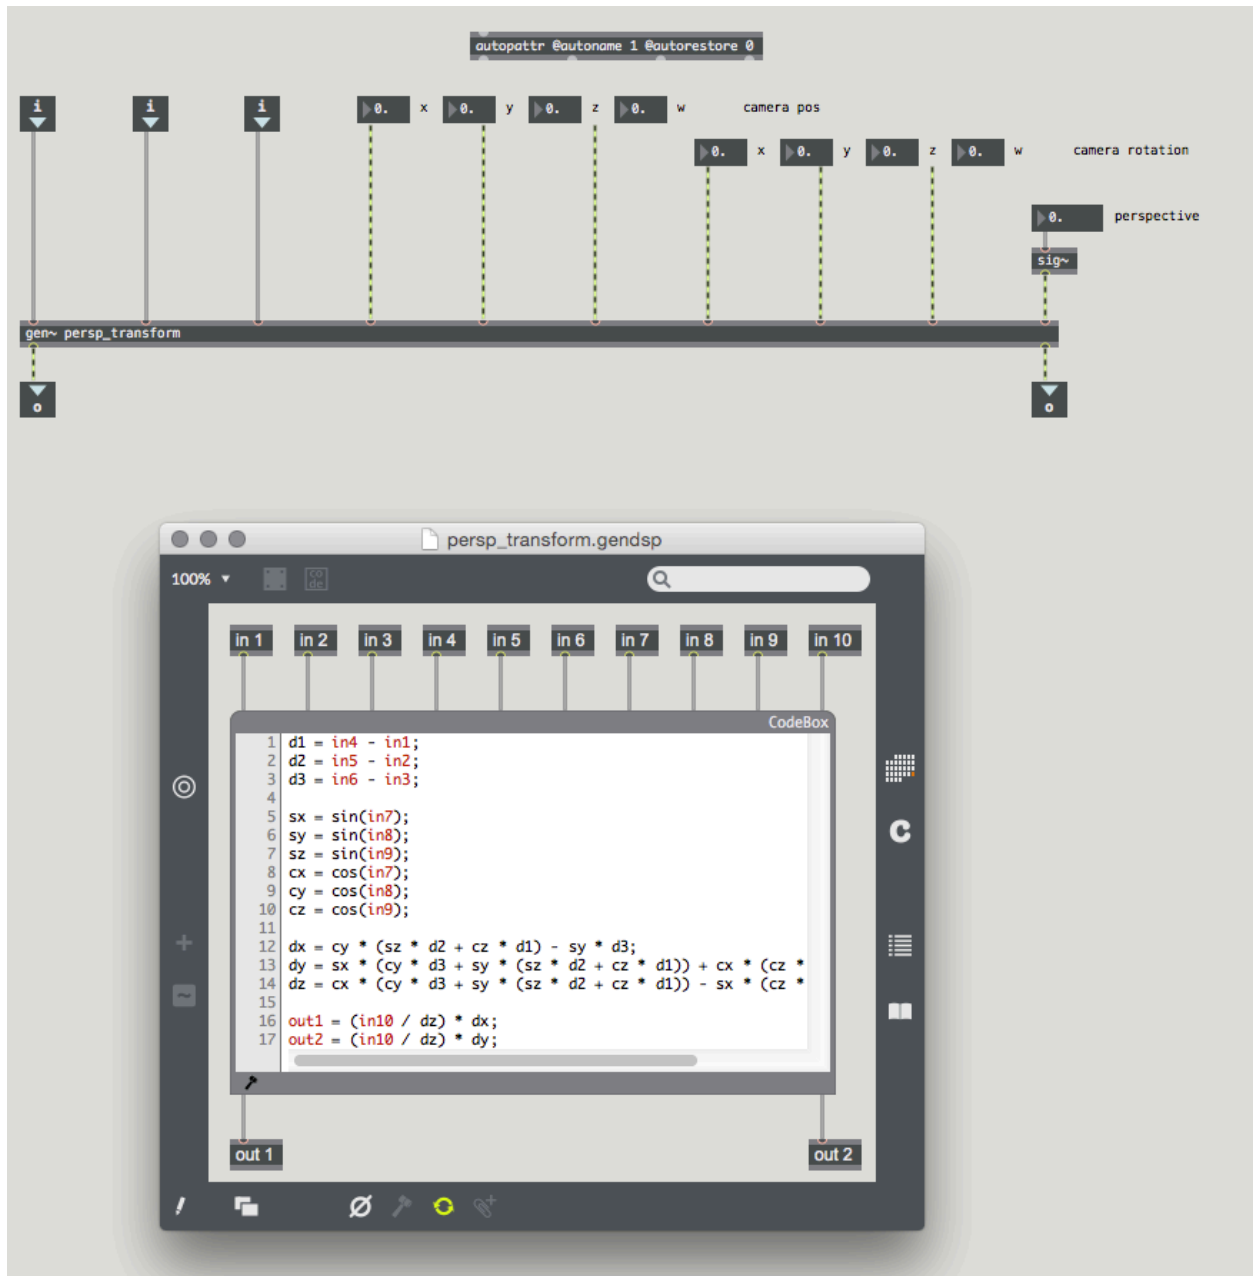 autopattr @autoname 1 @autorestore 0
i i i 0. x 0. y 0. z 0. w camera pos
0. x 0. y 0. z 0. w camera rotation
0. perspective
sig~
gen~ persp_transform
o o
persp_transform.gendsp
100% co de
in 1 in 2 in 3 in 4 in 5 in 6 in 7 in 8 in 9 in 10
CodeBox
1 d1 = in4 - in1;
2 d2 = in5 - in2;
3 d3 = in6 - in3;
4
5 sx = sin(in7);
6 sy = sin(in8);
7 sz = sin(in9);
8 cx = cos(in7);
9 cy = cos(in8);
10 cz = cos(in9);
11
12 dx = cy * (sz * d2 + cz * d1) - sy * d3;
13 dy = sx * (cy * d3 + sy * (sz * d2 + cz * d1)) + cx * (cz *
14 dz = cx * (cy * d3 + sy * (sz * d2 + cz * d1)) - sx * (cz *
15
16 out1 = (in10 / dz) * dx;
17 out2 = (in10 / dz) * dy;
C
out 1 out 2